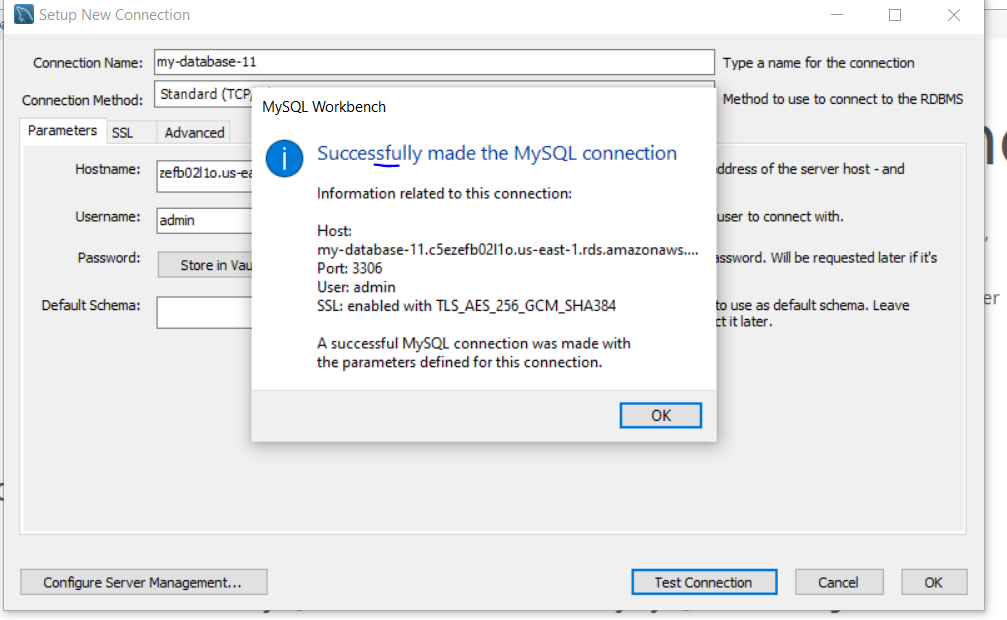 Setup New Connection
Connection Name: my-database-11 Type a name for the connection
Connection Method: Standard (TCP Method to use to connect to the RDBMS
Parameters SSL Advanced
MySQL Workbench
Successfully made the MySQL connection
Information related to this connection:
Host:
my-database-11.c5ezefb02l1o.us-east-1.rds.amazonaws....
Port: 3306
User: admin
SSL: enabled with TLS_AES_256_GCM_SHA384
A successful MySQL connection was made with
the parameters defined for this connection.
OK
Hostname: zefb02l1o.us-ea ddress of the server host - and
Username: admin user to connect with.
Password: Store in Vau assword. Will be requested later if it's
Default Schema: to use as default schema. Leave
ct it later.
er
Configure Server Management... Test Connection Cancel OK